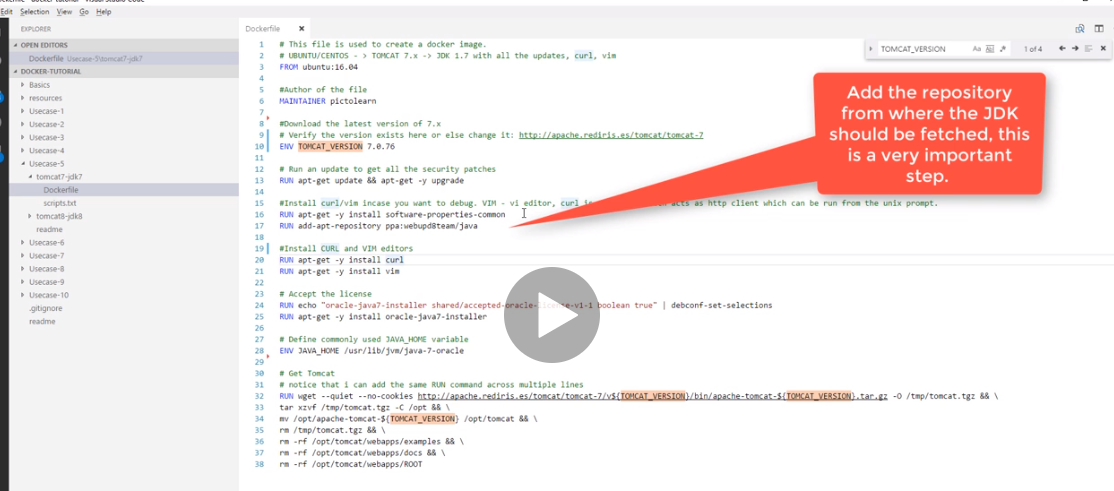 Edit Selection View Go Help
EXPLORER
OPEN EDITORS
Dockerfile Usecase-5\tomcat7-jdk7
DOCKER-TUTORIAL
Basics
resources
Usecase-1
Usecase-2
Usecase-3
Usecase-4
Usecase-5
tomcat7-jdk7
Dockerfile
scripts.txt
tomcat8-jdk8
readme
Usecase-6
Usecase-7
Usecase-8
Usecase-9
Usecase-10
.gitignore
readme
Dockerfile ×
TOMCAT_VERSION Aa Abl .* 1 of 4
1 # This file is used to create a docker image.
2 # UBUNTU/CENTOS - > TOMCAT 7.x -> JDK 1.7 with all the updates, curl, vim
3 FROM ubuntu:16.04
4
5 #Author of the file
6 MAINTAINER pictolearn
7
8 #Download the latest version of 7.x
9 # Verify the version exists here or else change it: http://apache.rediris.es/tomcat/tomcat-7
10 ENV TOMCAT_VERSION 7.0.76
11
12 # Run an update to get all the security patches
13 RUN apt-get update && apt-get -y upgrade
14
15 #Install curl/vim incase you want to debug. VIM - vi editor, curl acts as http client which can be run from the unix prompt.
16 RUN apt-get -y install software-properties-common
17 RUN add-apt-repository ppa:webupd8team/java
18
19 #Install CURL and VIM editors
20 RUN apt-get -y install curl
21 RUN apt-get -y install vim
22
23 # Accept the license
24 RUN echo "oracle-java7-installer shared/accepted-oracle-license-v1-1 boolean true" | debconf-set-selections
25 RUN apt-get -y install oracle-java7-installer
26
27 # Define commonly used JAVA_HOME variable
28 ENV JAVA_HOME /usr/lib/jvm/java-7-oracle
29
30 # Get Tomcat
31 # notice that i can add the same RUN command across multiple lines
32 RUN wget --quiet --no-cookies http://apache.rediris.es/tomcat/tomcat-7/v${TOMCAT_VERSION}/bin/apache-tomcat-${TOMCAT_VERSION}.tar.gz -O /tmp/tomcat.tgz && \
33 tar xzvf /tmp/tomcat.tgz -C /opt && \
34 mv /opt/apache-tomcat-${TOMCAT_VERSION} /opt/tomcat && \
35 rm /tmp/tomcat.tgz && \
36 rm -rf /opt/tomcat/webapps/examples && \
37 rm -rf /opt/tomcat/webapps/docs && \
38 rm -rf /opt/tomcat/webapps/ROOT
Add the repository
from where the JDK
should be fetched, this
is a very important
step.